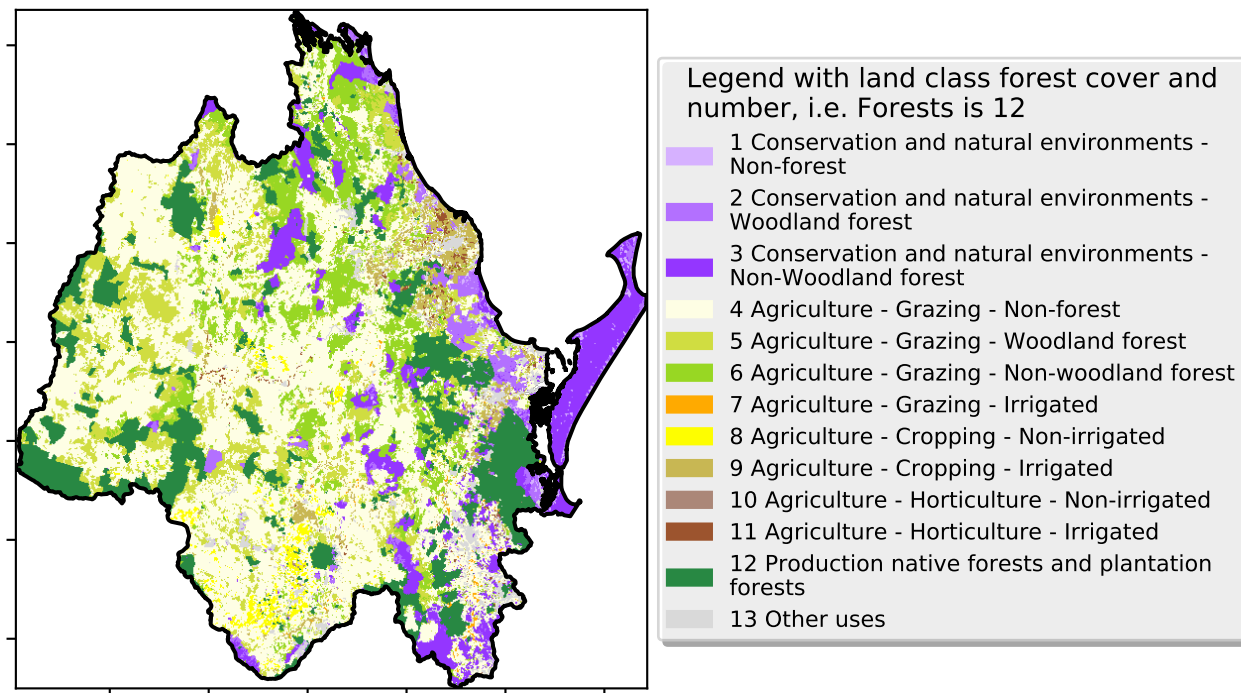 Legend with land class forest cover and
number, i.e. Forests is 12
1 Conservation and natural environments -
Non-forest
2 Conservation and natural environments -
Woodland forest
3 Conservation and natural environments -
Non-Woodland forest
4 Agriculture - Grazing - Non-forest
5 Agriculture - Grazing - Woodland forest
6 Agriculture - Grazing - Non-woodland forest
7 Agriculture - Grazing - Irrigated
8 Agriculture - Cropping - Non-irrigated
9 Agriculture - Cropping - Irrigated
10 Agriculture - Horticulture - Non-irrigated
11 Agriculture - Horticulture - Irrigated
12 Production native forests and plantation
forests
13 Other uses